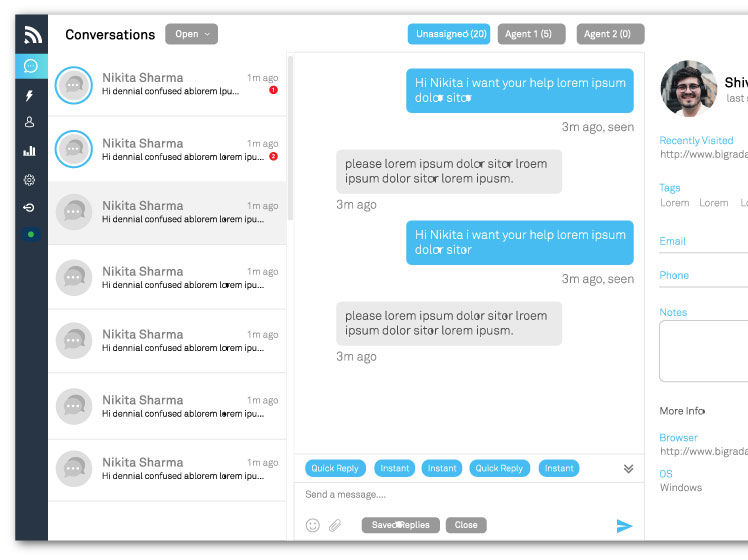 Conversations
Open
Unassigned (20)
Agent 1 (5)
Agent 2 (0)
Nikita Sharma
1m ago
Hi dennial confused ablorem Ipu...
1
Nikita Sharma
1m ago
Hi dennial confused ablorem lorem ipu...
2
Nikita Sharma
1m ago
Hi dennial confused ablorem lorem ipu...
Nikita Sharma
1m ago
Hi dennial confused ablorem lorem ipu...
Nikita Sharma
1m ago
Hi dennial confused ablorem lorem ipu...
Nikita Sharma
1m ago
Hi dennial confused ablorem lorem ipu...
Nikita Sharma
1m ago
Hi dennial confused ablorem lorem ipu...
Hi Nikita i want your help lorem ipsum
dolor sitor
3m ago, seen
please lorem ipsum dolor sitor lroem
ipsum dolor sitor lorem ipusm.
3m ago
Hi Nikita i want your help lorem ipsum
dolor sitor
3m ago, seen
please lorem ipsum dolor sitor lroem
ipsum dolor sitor lorem ipusm.
3m ago
Quick Reply
Instant
Instant
Quick Reply
Instant
Send a message....
Saved Replies
Close
Shiv
last s
Recently Visited
http://www.bigrada
Tags
Lorem Lorem Lo
Email
Phone
Notes
More Info
Browser
http://www.bigrada
OS
Windows